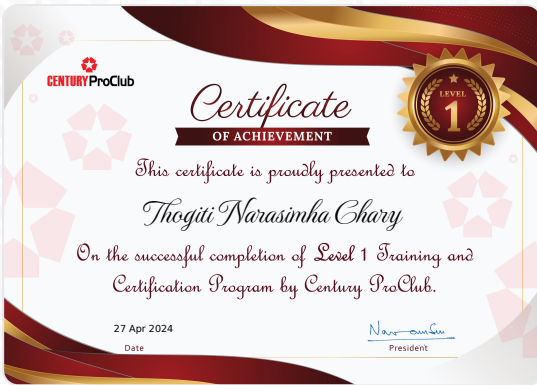 CENTURY ProClub
Certificate
OF ACHIEVEMENT
LEVEL
1
This certificate is proudly presented to
Thogiti Narasimha Chary
On the successful completion of Level 1 Training and
Certification Program by Century ProClub.
27 Apr 2024
Date
President